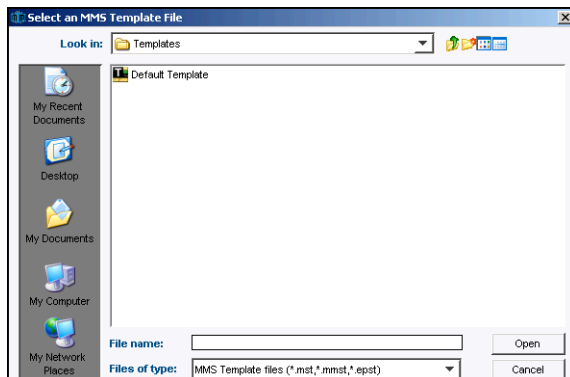 Select an MMS Template File
Look in: Templates
Default Template
My Recent
Documents
Desktop
My Documents
My Computer
My Network
Places
File name:
Open
Files of type: MMS Template files (*.mst,*.mmst,*.epst)
Cancel